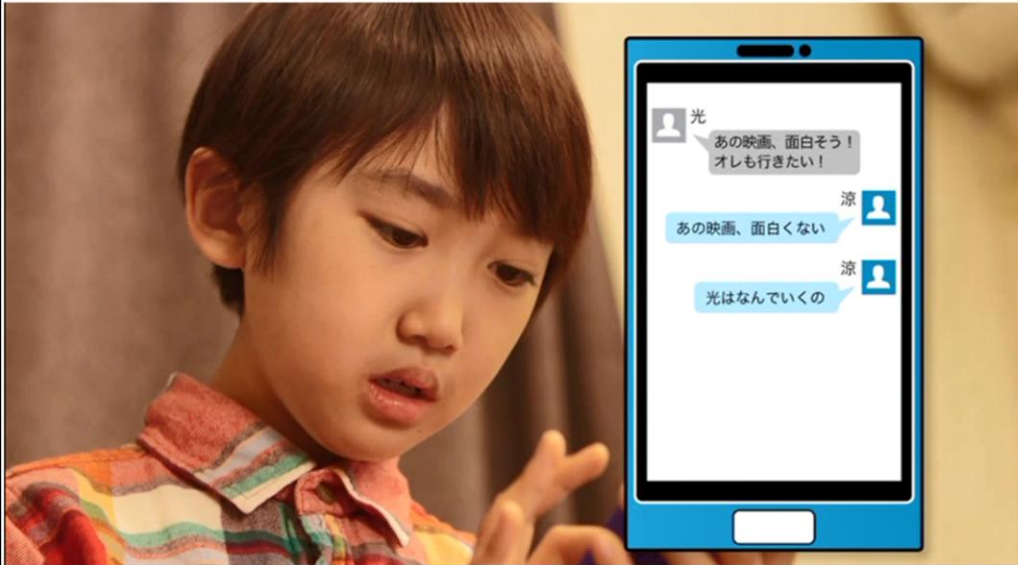 光
あの映画、面白そう！
オレも行きたい！
涼
あの映画、面白くない
涼
光はなんでいくの